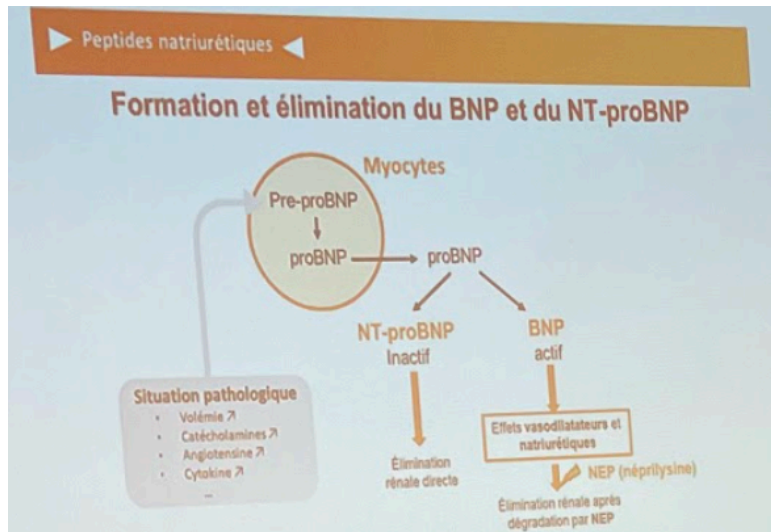 Peptides natriurétiques
Formation et élimination du BNP et du NT-proBNP
Myocytes
Pre-proBNP
proBNP
proBNP
NT-proBNP
Inactif
BNP
actif
Situation pathologique
• Volémie ↗
• Catécholamines ↗
• Angiotensine ↗
• Cytokine ↗
...
Élimination
rénale directe
Effets vasodilatateurs et
natriurétiques
NEP (néprilysine)
Élimination rénale après
dégradation par NEP